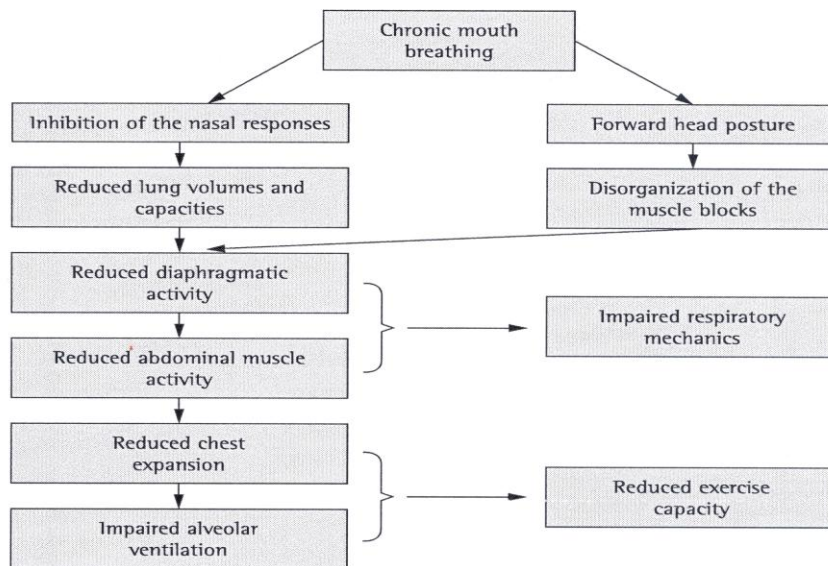 Chronic mouth
breathing
Inhibition of the nasal responses
Forward head posture
Reduced lung volumes and
capacities
Disorganization of the
muscle blocks
Reduced diaphragmatic
activity
Impaired respiratory
mechanics
Reduced abdominal muscle
activity
Reduced chest
expansion
Reduced exercise
capacity
Impaired alveolar
ventilation